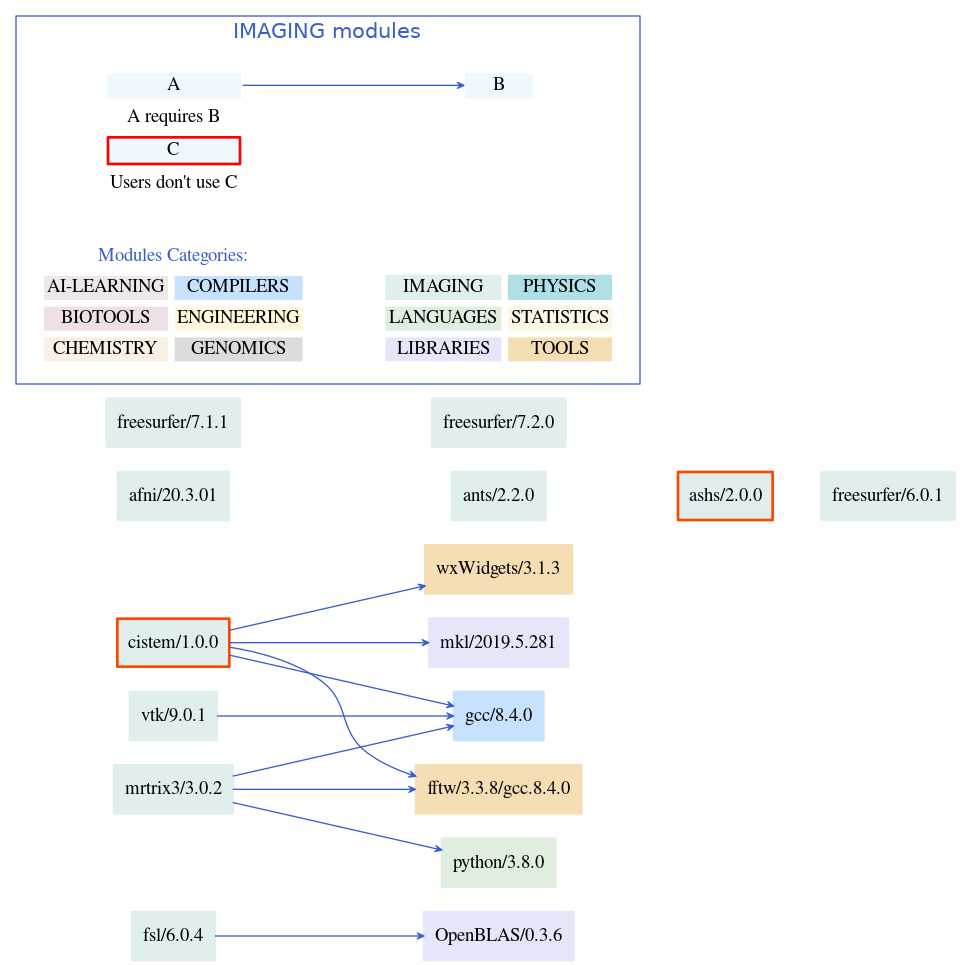 IMAGING modules
A
B
A requires B
C
Users don't use C
Modules Categories:
AI-LEARNING COMPILERS IMAGING PHYSICS
BIOTOOLS ENGINEERING LANGUAGES STATISTICS
CHEMISTRY GENOMICS LIBRARIES TOOLS
freesurfer/7.1.1
freesurfer/7.2.0
afni/20.3.01
ants/2.2.0
ashs/2.0.0
freesurfer/6.0.1
wxWidgets/3.1.3
cistem/1.0.0
mkl/2019.5.281
vtk/9.0.1
gcc/8.4.0
mrtrix3/3.0.2
fftw/3.3.8/gcc.8.4.0
python/3.8.0
fsl/6.0.4
OpenBLAS/0.3.6